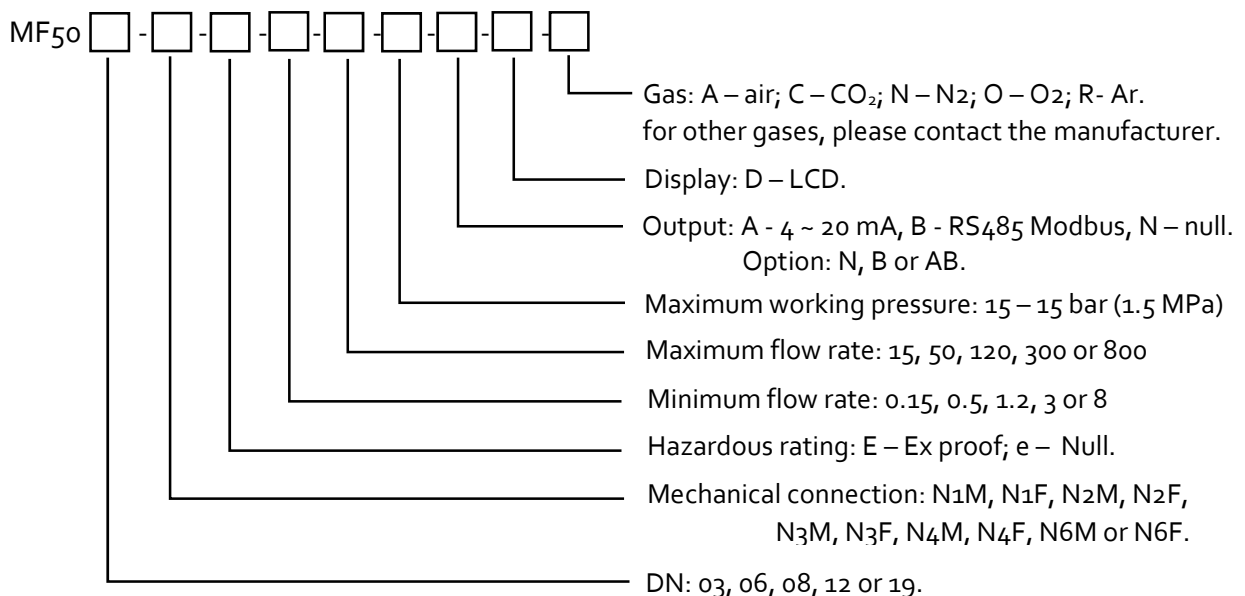 MF50 - - - - - - - -
Gas: A – air; C – CO₂; N – N2; O – O2; R- Ar.
for other gases, please contact the manufacturer.
Display: D – LCD.
Output: A - 4 ~ 20 mA, B - RS485 Modbus, N – null.
Option: N, B or AB.
Maximum working pressure: 15 – 15 bar (1.5 MPa)
Maximum flow rate: 15, 50, 120, 300 or 800
Minimum flow rate: 0.15, 0.5, 1.2, 3 or 8
Hazardous rating: E – Ex proof; e – Null.
Mechanical connection: N1M, N1F, N2M, N2F,
N3M, N3F, N4M, N4F, N6M or N6F.
DN: 03, 06, 08, 12 or 19.